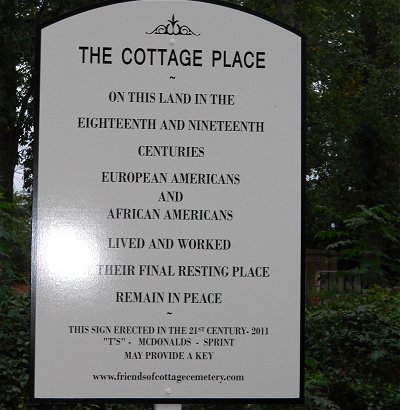 THE COTTAGE PLACE
~
ON THIS LAND IN THE
EIGHTEENTH AND NINETEENTH
CENTURIES
EUROPEAN AMERICANS
AND
AFRICAN AMERICANS
LIVED AND WORKED
THEIR FINAL RESTING PLACE
REMAIN IN PEACE
~
THIS SIGN ERECTED IN THE 21ST CENTURY- 2011
"T'S" - MCDONALDS - SPRINT
MAY PROVIDE A KEY
www.friendsofcottagecemetery.com